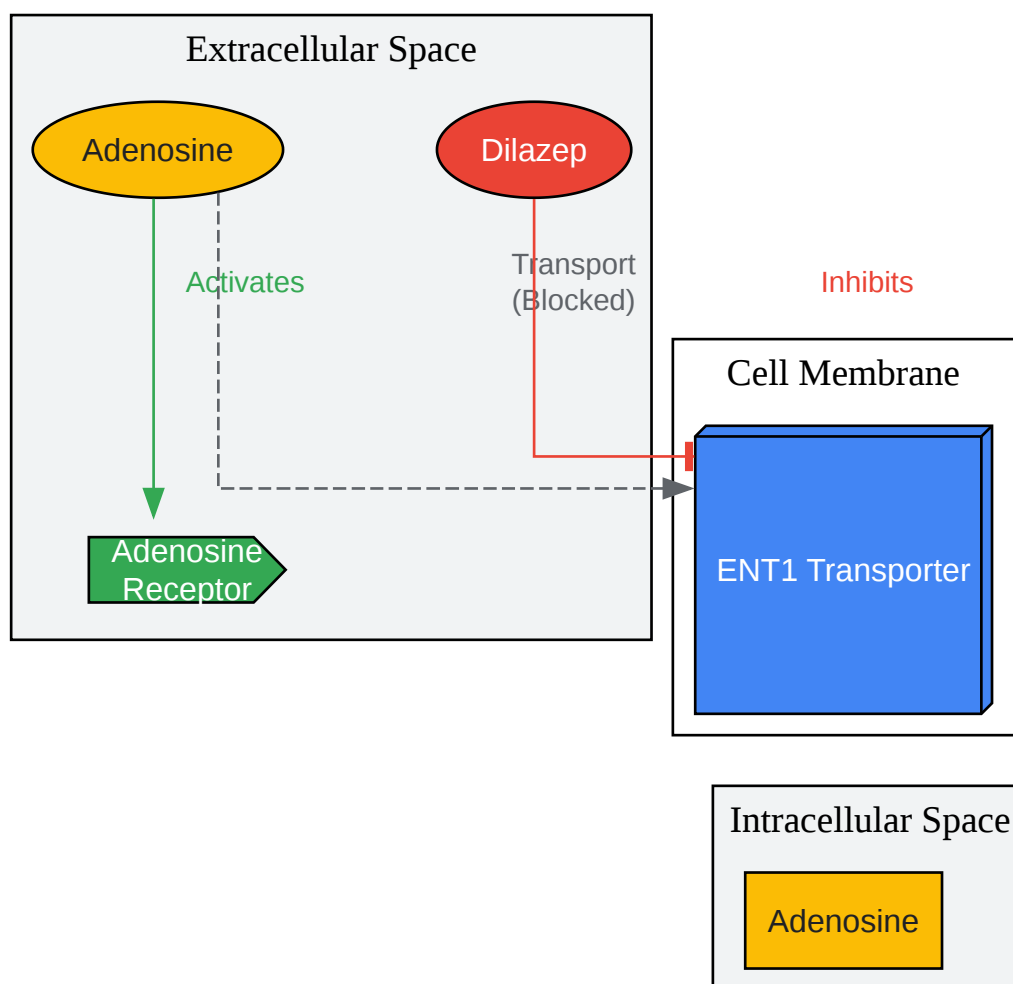 Extracellular Space
Adenosine
Dilazep
Activates
Transport
(Blocked)
Inhibits
Cell Membrane
ENT1 Transporter
Adenosine
Receptor
Intracellular Space
Adenosine